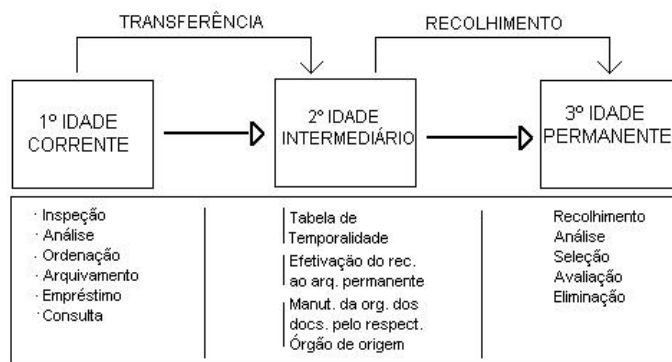 TRANSFERÊNCIA
RECOLHIMENTO
1º IDADE
CORRENTE
2º IDADE
INTERMEDIÁRIO
3º IDADE
PERMANENTE
· Inspeção
· Análise
· Ordenação
· Arquivamento
· Empréstimo
· Consulta
Tabela de
Temporalidade
Efetivação do rec.
ao arq. permanente
Manut. da org. dos
docs. pelo respect.
Órgão de origem
Recolhimento
Análise
Seleção
Avaliação
Eliminação